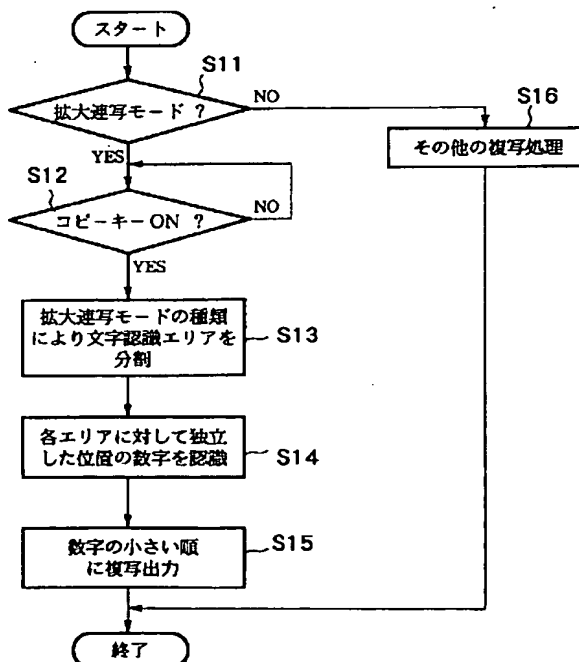 スタート
S11
拡大連写モード ?
NO
S16
その他の複写処理
YES
S12
コピーキーON ?
NO
YES
拡大連写モードの種類
により文字認識エリアを
分割
S13
各エリアに対して独立
した位置の数字を認識
S14
数字の小さい順
に複写出力
S15
終了